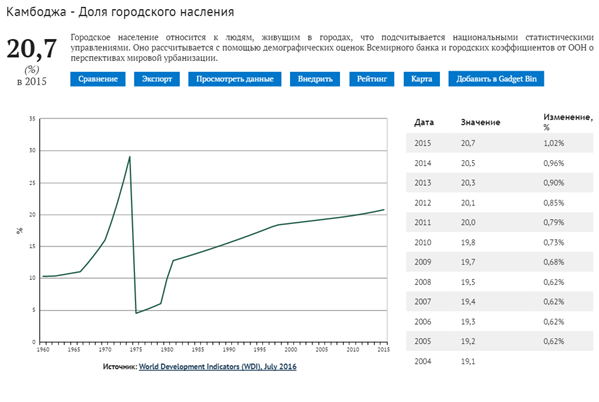 Камбоджа - Доля городского насления
20,7
(%)
в 2015
Городское население относится к людям, живущим в городах, что подсчитывается национальными статистическими
управлениями. Оно рассчитывается с помощью демографических оценок Всемирного банка и городских коэффициентов от ООН о
перспективах мировой урбанизации.
Сравнение Экспорт Просмотреть данные Внедрить Рейтинг Карта Добавить в Gadget Bin
35
30
25
20
15
10
5
0
%
1960 1965 1970 1975 1980 1985 1990 1995 2000 2005 2010 2015
Источник: World Development Indicators (WDI), July 2016
Дата Значение Изменение, %
2015 20,7 1,02%
2014 20,5 0,96%
2013 20,3 0,90%
2012 20,1 0,85%
2011 20,0 0,79%
2010 19,8 0,73%
2009 19,7 0,68%
2008 19,5 0,62%
2007 19,4 0,62%
2006 19,3 0,62%
2005 19,2 0,62%
2004 19,1